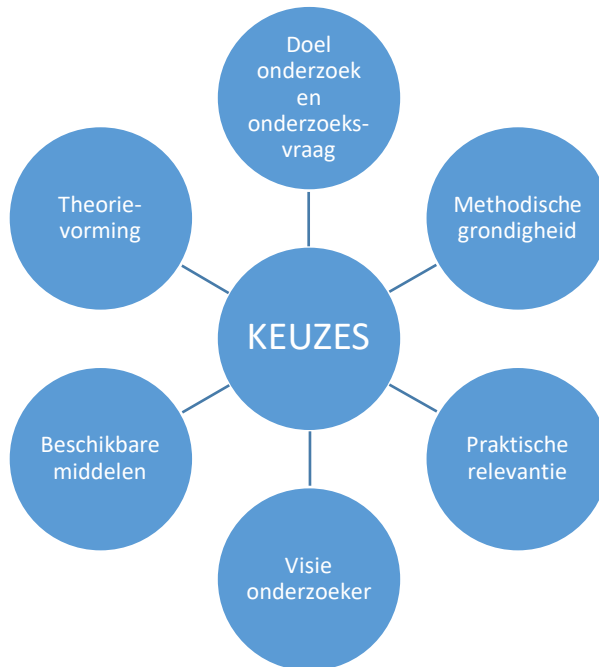 Doel
onderzoek
en
onderzoeks-
vraag
Methodische
grondigheid
Praktische
relevantie
Visie
onderzoeker
Beschikbare
middelen
Theorie-
vorming
KEUZES